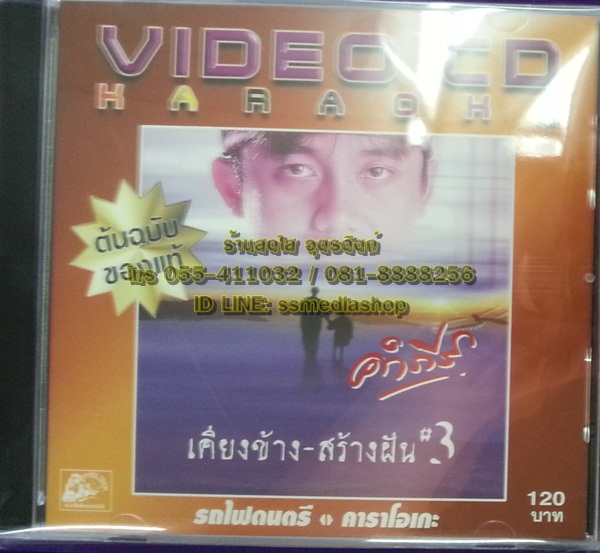 VIDEO CD
KARAOK
ต้นฉบับ
ของแท้
ร้านสดใส อุตรดิตถ์
โทร 055-411032 / 081-8888256
ID LINE: ssmediashop
คัมภีร์
เคียงข้าง-สร้างฝัน #3
รถไฟดนตรี คาราโอเกะ
120
บาท